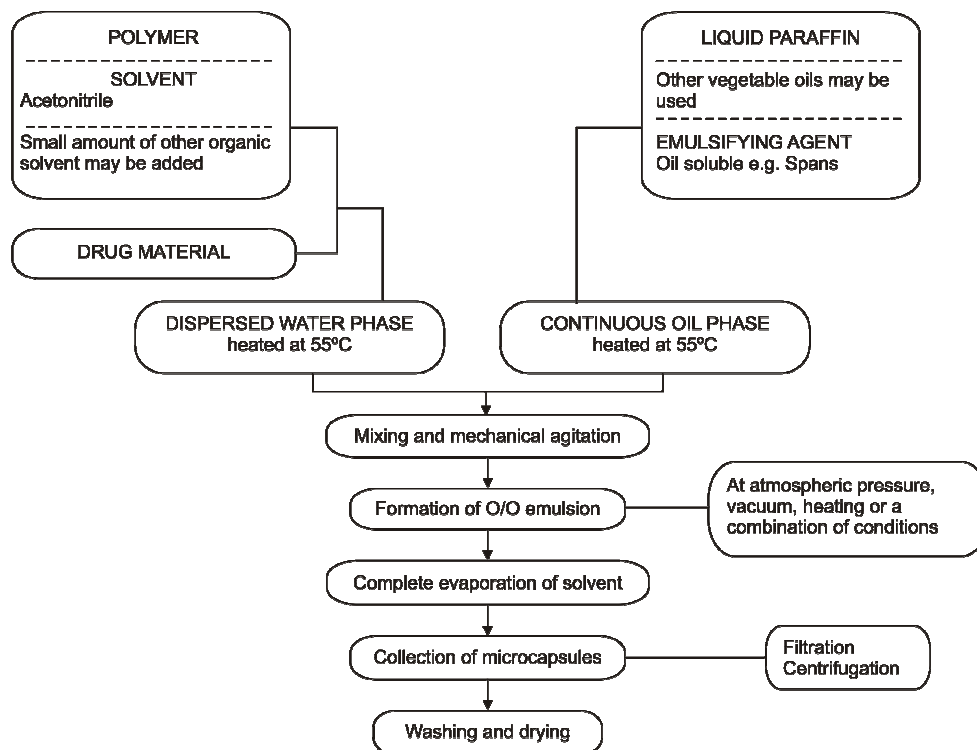 POLYMER
SOLVENT
Acetonitrile
Small amount of other organic
solvent may be added
LIQUID PARAFFIN
Other vegetable oils may be
used
EMULSIFYING AGENT
Oil soluble e.g. Spans
DRUG MATERIAL
DISPERSED WATER PHASE
heated at 55ºC
CONTINUOUS OIL PHASE
heated at 55ºC
Mixing and mechanical agitation
Formation of O/O emulsion
At atmospheric pressure,
vacuum, heating or a
combination of conditions
Complete evaporation of solvent
Collection of microcapsules
Filtration
Centrifugation
Washing and drying